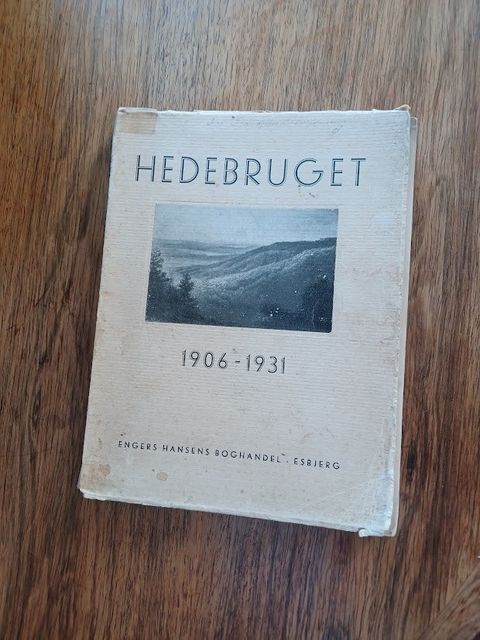 HEDEBRUGET
1906-1931
ENGERS HANSENS BOGHANDEL . ESBJERG